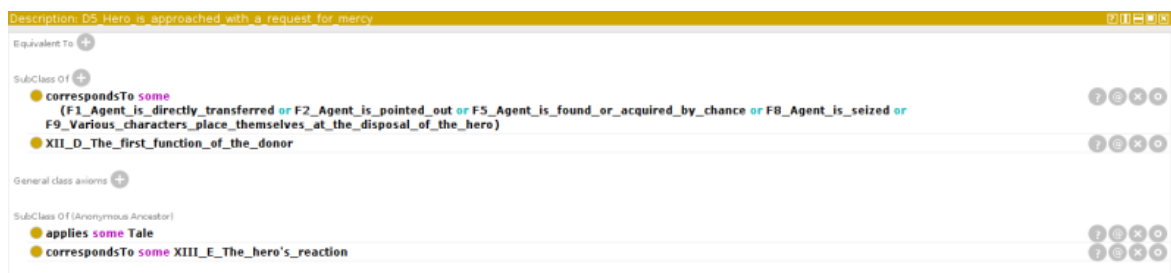 Description: D5_Hero_is_approached_with_a_request_for_mercy
Equivalent To
SubClass Of
correspondsTo some
(F1_Agent_is_directly_transferred or F2_Agent_is_pointed_out or F5_Agent_is_found_or_acquired_by_chance or F8_Agent_is_seized or
F9_Various_characters_place_themselves_at_the_disposal_of_the_hero)
XII_D_The_first_function_of_the_donor
General class axioms
SubClass Of (Anonymous Ancestor)
applies some Tale
correspondsTo some XIII_E_The_hero's_reaction